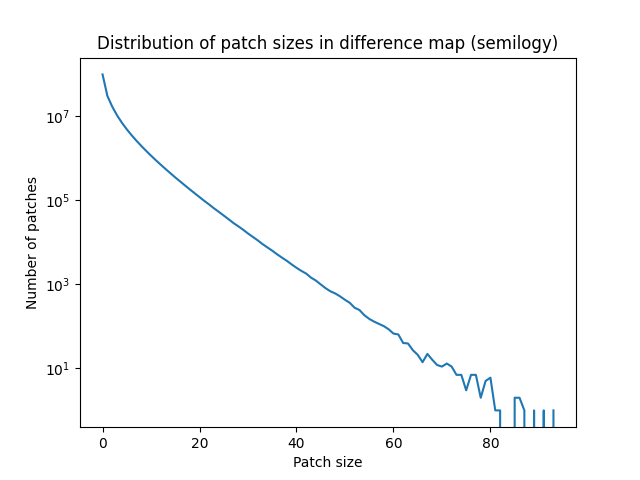 Distribution of patch sizes in difference map (semilogy)
Number of patches
10^7
10^5
10^3
10^1
0 20 40 60 80
Patch size